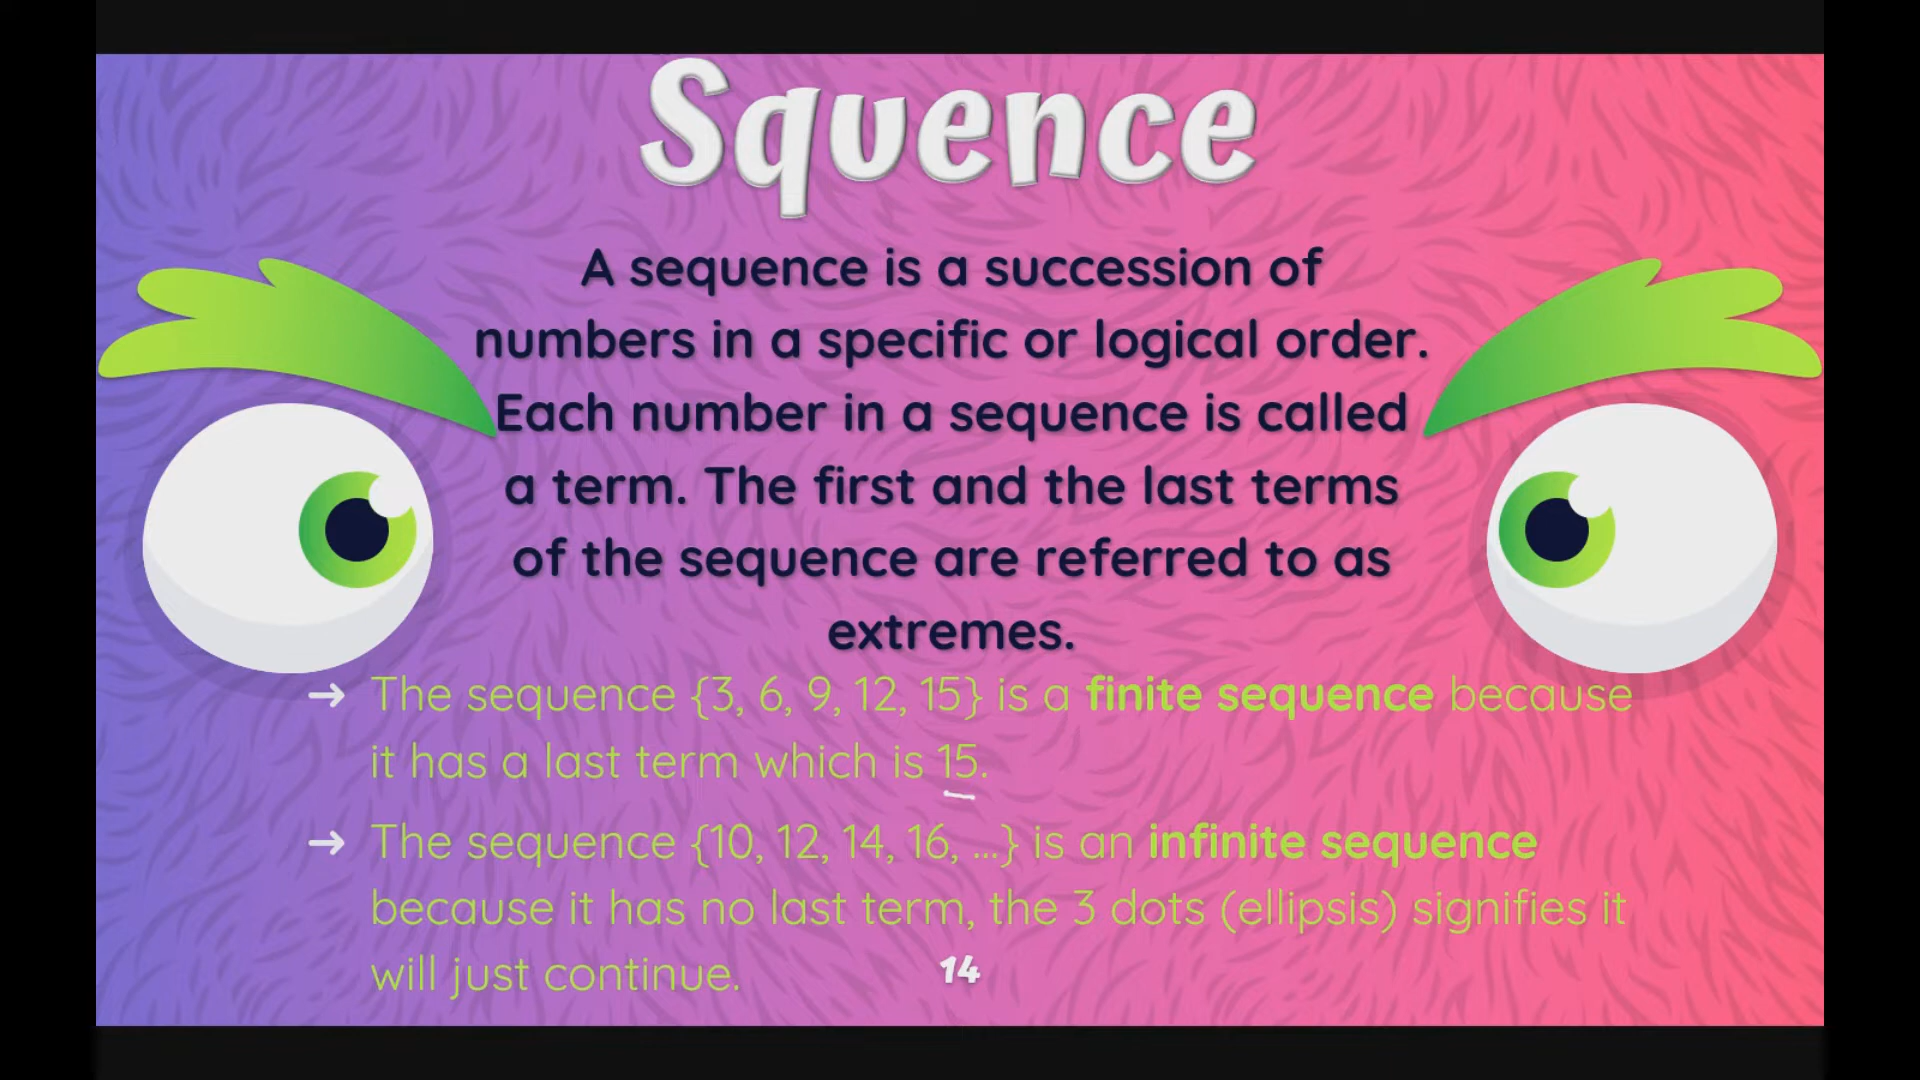 Squence
A sequence is a succession of
numbers in a specific or logical order.
Each number in a sequence is called
a term. The first and the last terms
of the sequence are referred to as
extremes.
➔ The sequence {3, 6, 9, 12, 15} is a finite sequence because
it has a last term which is 15.
➔ The sequence {10, 12, 14, 16, ...} is an infinite sequence
because it has no last term, the 3 dots (ellipsis) signifies it
will just continue.
14